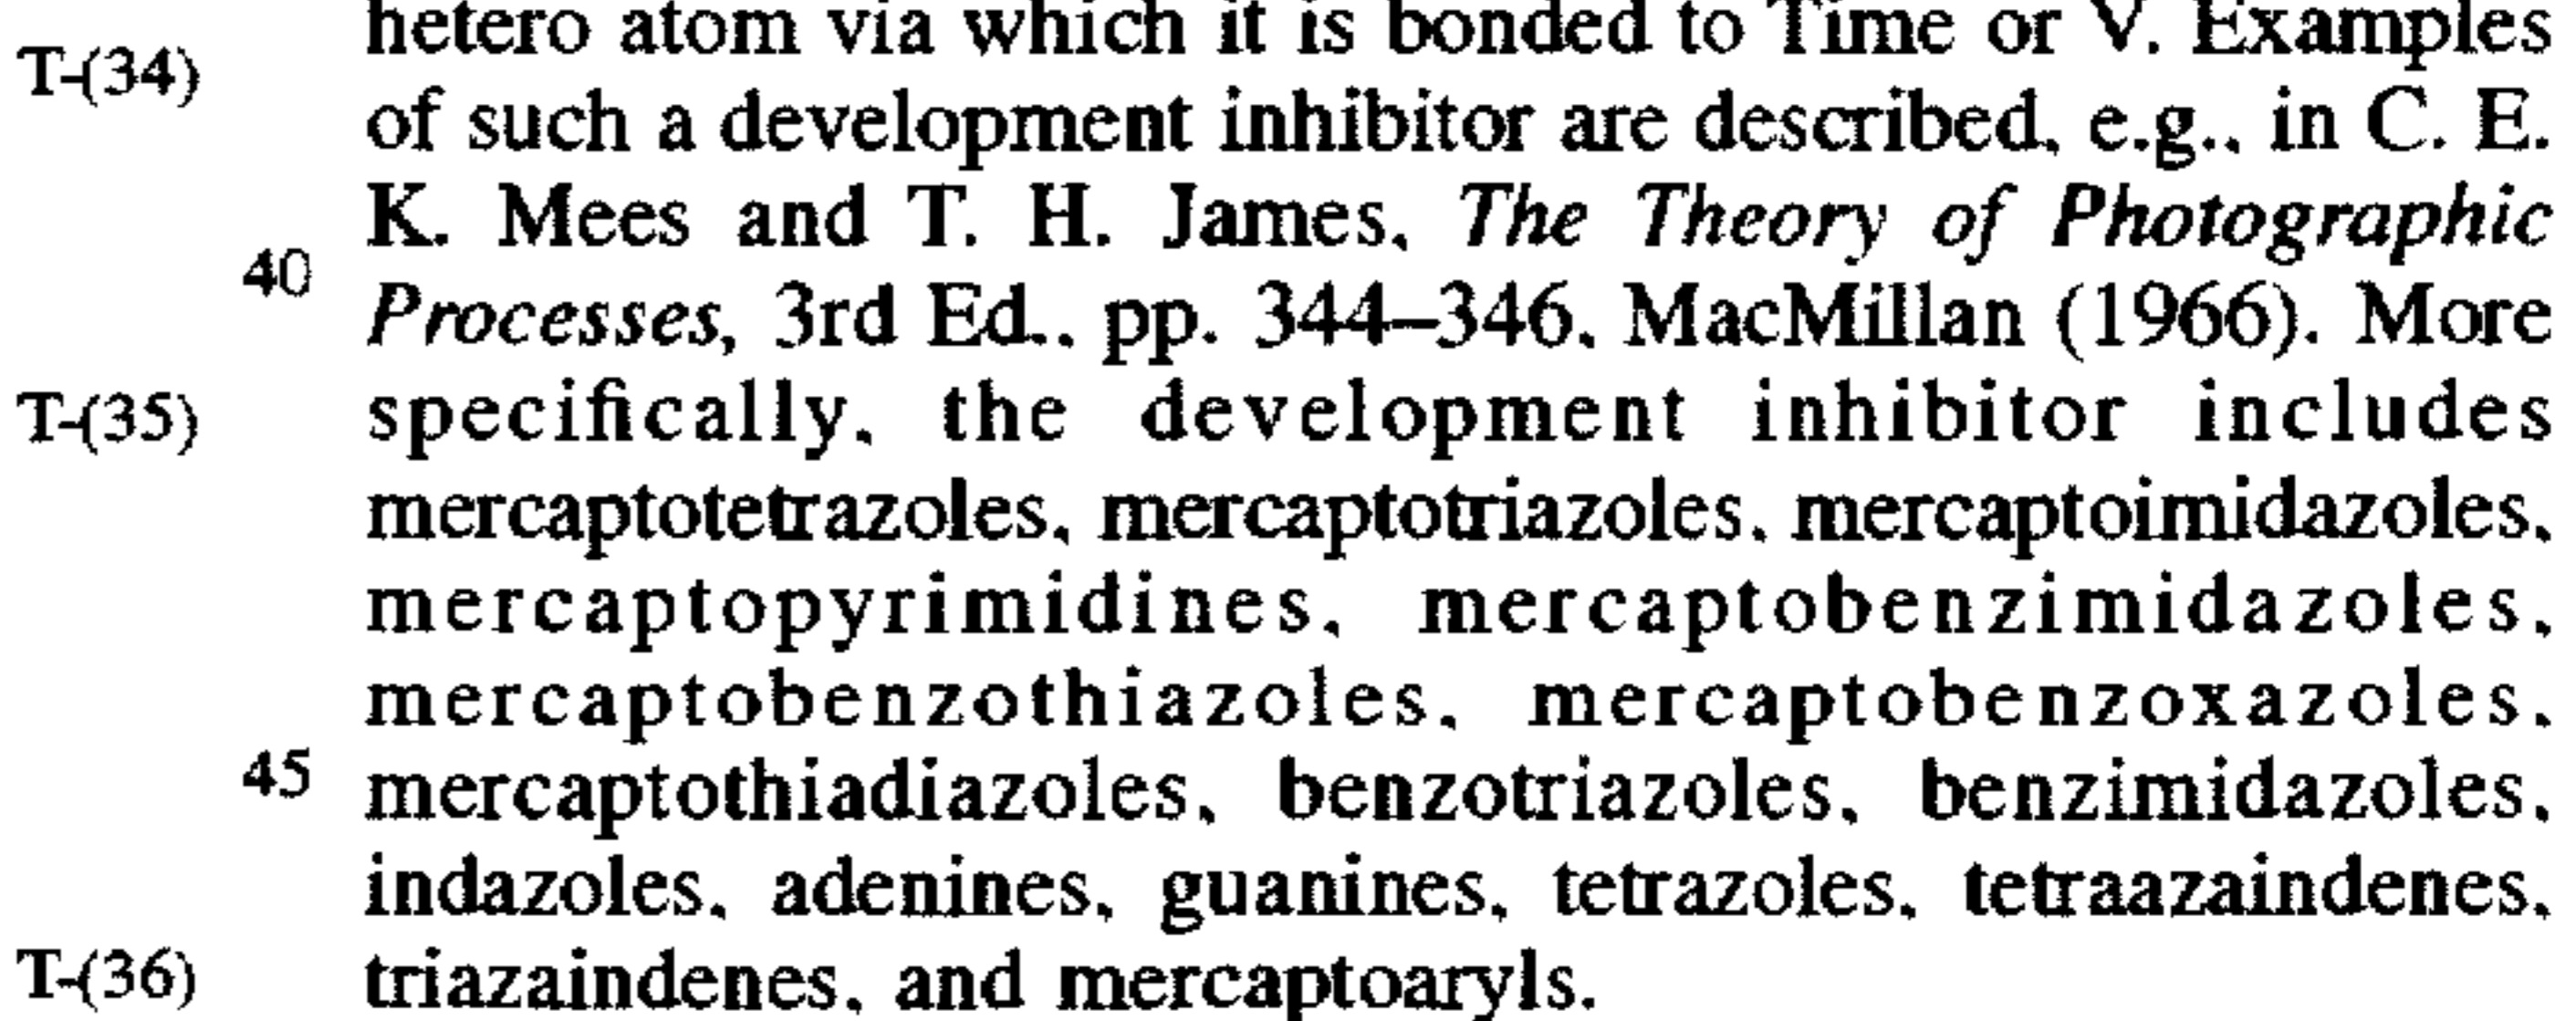 T-(34)
hetero atom via which it is bonded to Time or V. Examples
of such a development inhibitor are described, e.g., in C. E.
K. Mees and T. H. James, The Theory of Photographic
40
Processes, 3rd Ed., pp. 344–346, MacMillan (1966). More
T-(35)
specifically, the development inhibitor includes
mercaptotetrazoles, mercaptotriazoles, mercaptoimidazoles,
mercaptopyrimidines, mercaptobenzimidazoles,
mercaptobenzothiazoles, mercaptobenzoxazoles,
45
mercaptothiadiazoles, benzotriazoles, benzimidazoles,
indazoles, adenines, guanines, tetrazoles, tetraazaindenes,
T-(36)
triazaindenes, and mercaptoaryls.